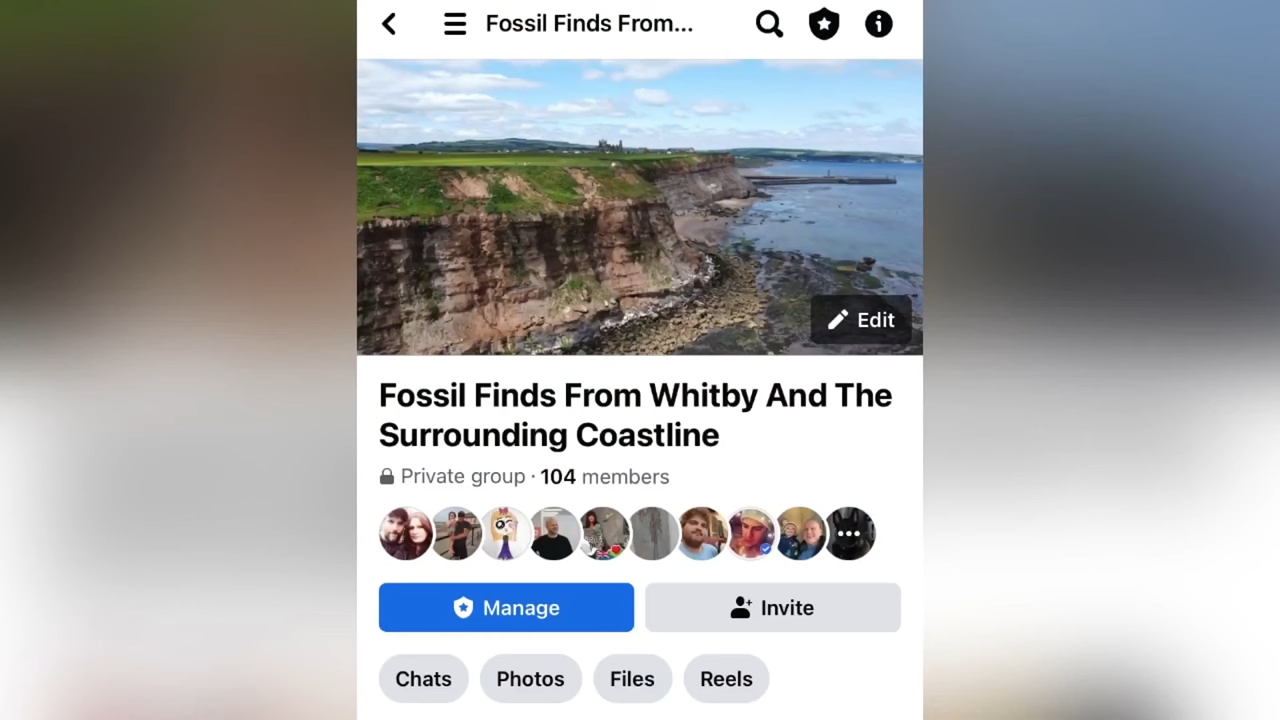 Fossil Finds From...
Edit
Fossil Finds From Whitby And The
Surrounding Coastline
Private group · 104 members
Manage
Invite
Chats
Photos
Files
Reels